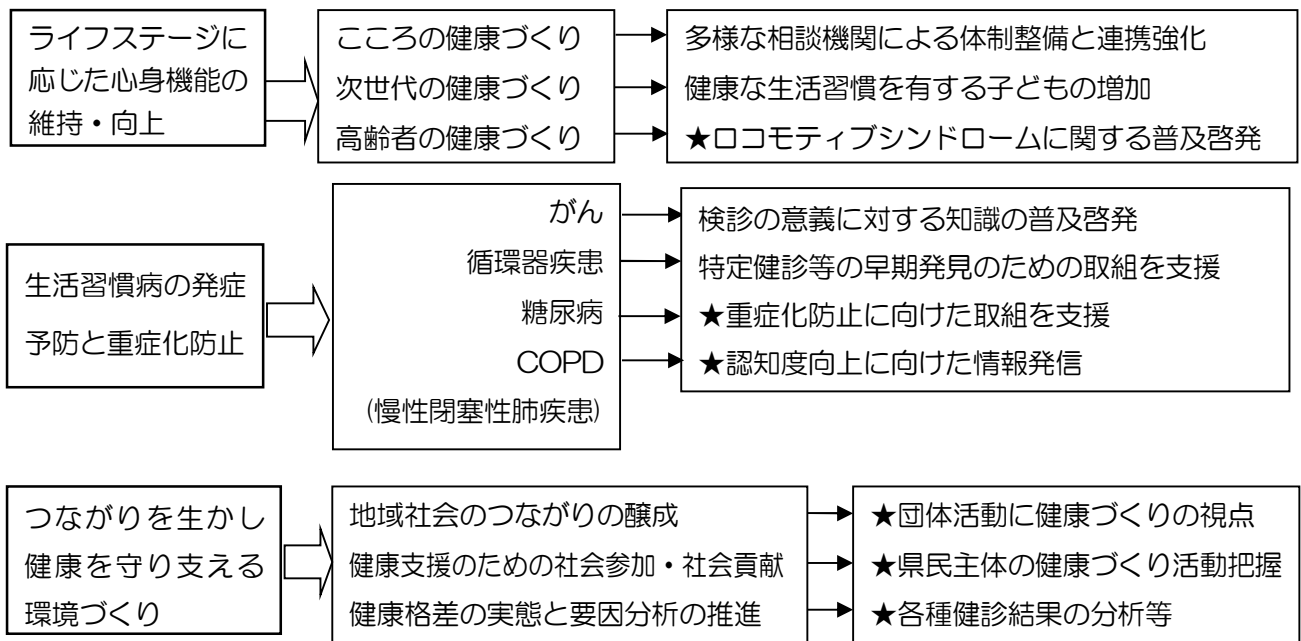 ライフステージに
応じた心身機能の
維持・向上
こころの健康づくり
次世代の健康づくり
高齢者の健康づくり
多様な相談機関による体制整備と連携強化
健康な生活習慣を有する子どもの増加
★ロコモティブシンドロームに関する普及啓発
生活習慣病の発症
予防と重症化防止
がん
循環器疾患
糖尿病
COPD
(慢性閉塞性肺疾患)
検診の意義に対する知識の普及啓発
特定健診等の早期発見のための取組を支援
★重症化防止に向けた取組を支援
★認知度向上に向けた情報発信
つながりを生かし
健康を守り支える
環境づくり
地域社会のつながりの醸成
健康支援のための社会参加・社会貢献
健康格差の実態と要因分析の推進
★団体活動に健康づくりの視点
★県民主体の健康づくり活動把握
★各種健診結果の分析等